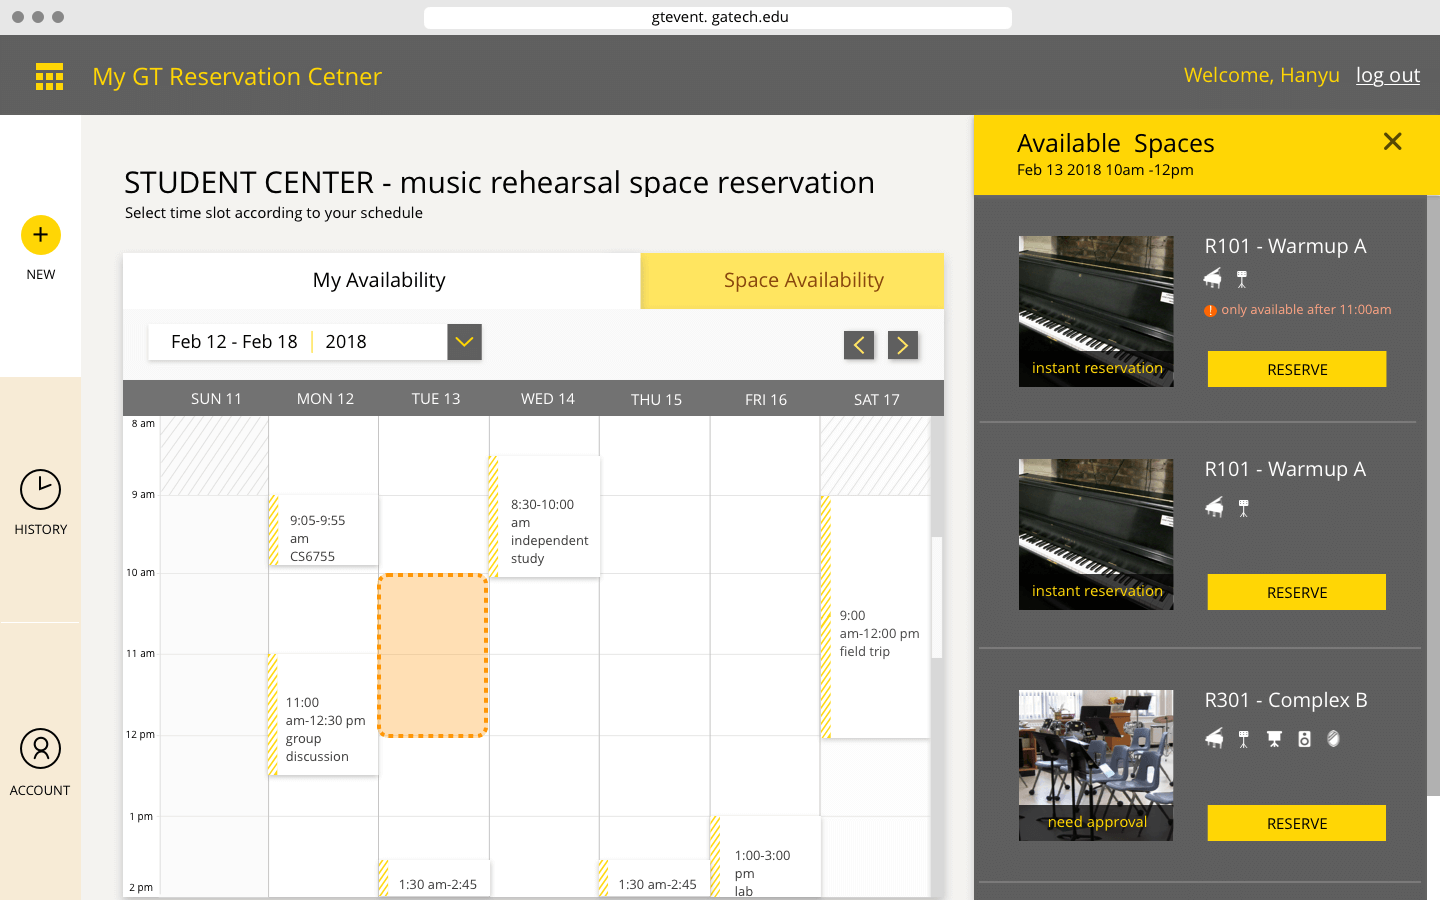 gtevent. gatech.edu
My GT Reservation Cetner
Welcome, Hanyu log out
NEW
HISTORY
ACCOUNT
STUDENT CENTER - music rehearsal space reservation
Select time slot according to your schedule
My Availability
Space Availability
Feb 12 - Feb 18 2018
SUN 11 MON 12 TUE 13 WED 14 THU 15 FRI 16 SAT 17
8 am
9 am
10 am
11 am
12 pm
1 pm
2 pm
9:05-9:55
am
CS6755
11:00
am-12:30 pm
group
discussion
1:30 am-2:45
8:30-10:00
am
independent
study
1:30 am-2:45
1:00-3:00
pm
lab
9:00
am-12:00 pm
field trip
Available Spaces
Feb 13 2018 10am -12pm
R101 - Warmup A
only available after 11:00am
instant reservation
RESERVE
R101 - Warmup A
instant reservation
RESERVE
R301 - Complex B
need approval
RESERVE